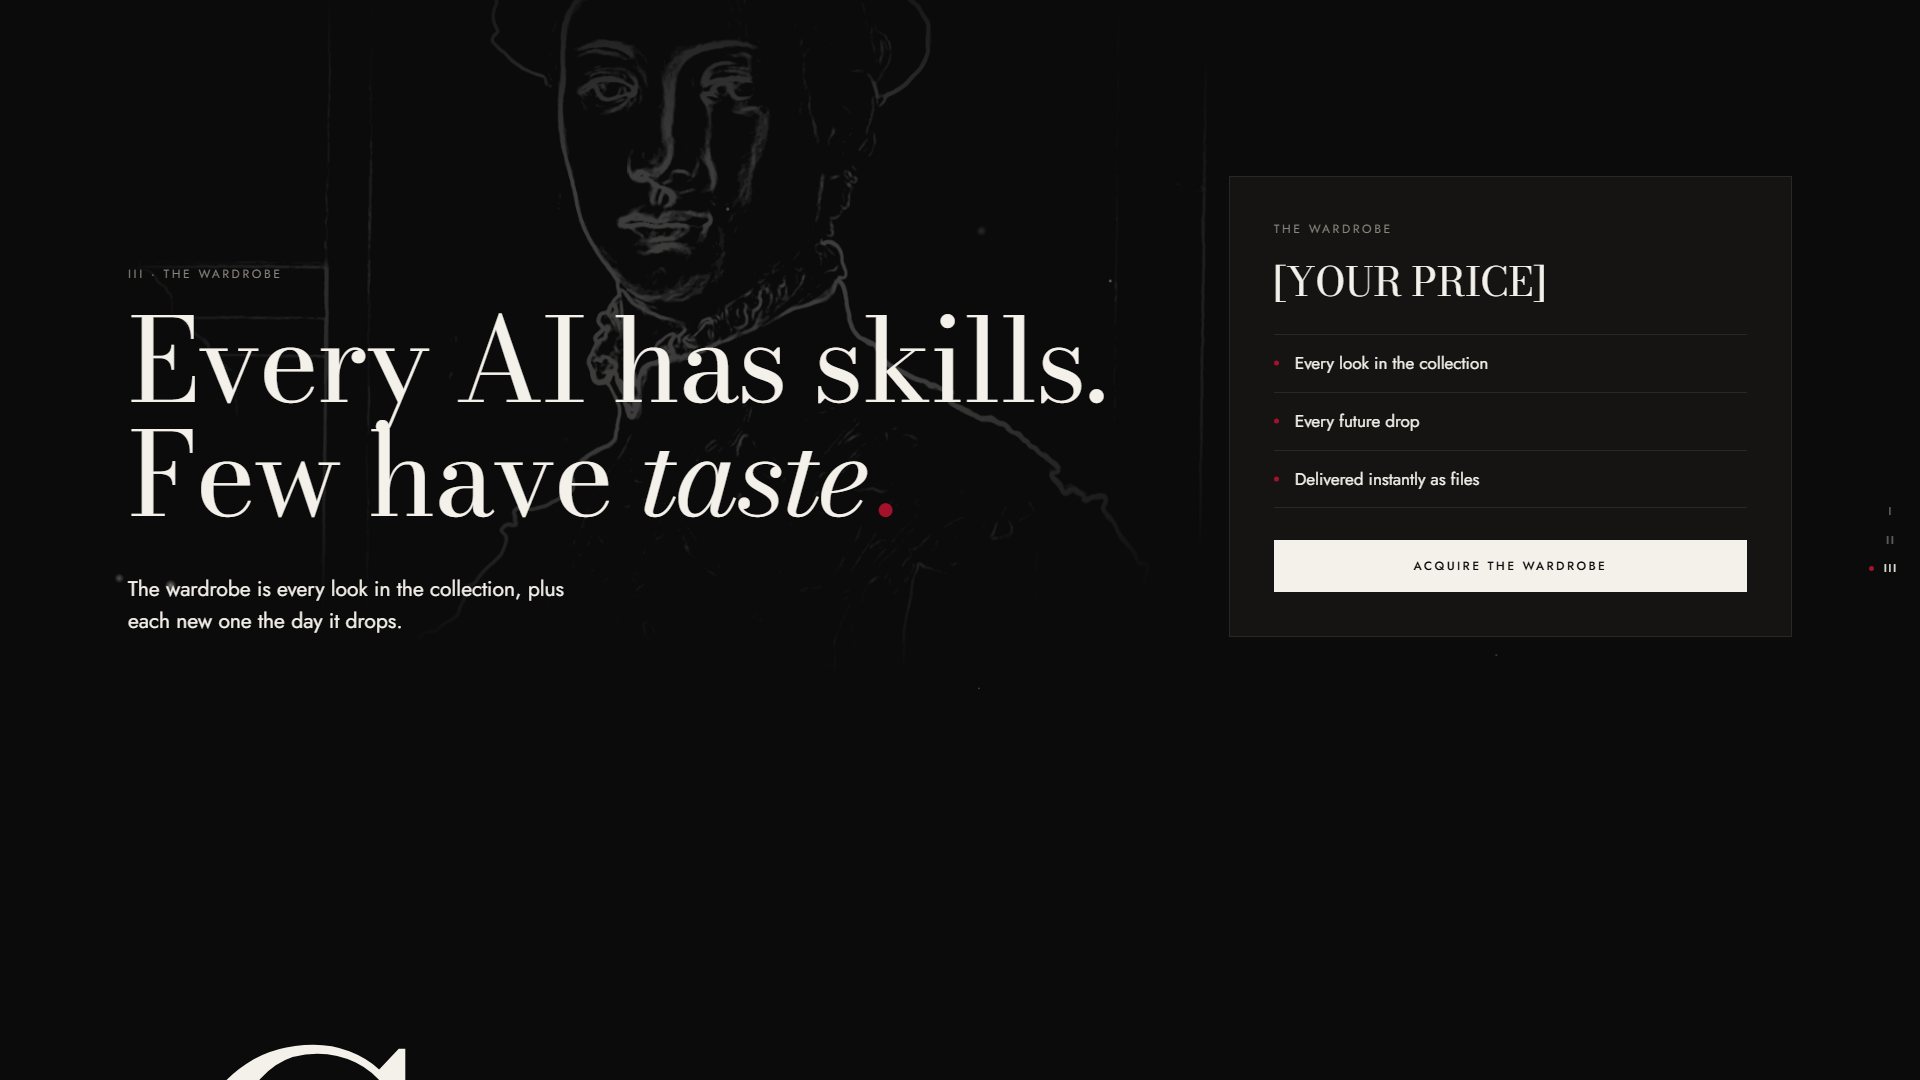 III · THE WARDROBE
Every AI has skills.
Few have taste.
The wardrobe is every look in the collection, plus
each new one the day it drops.
THE WARDROBE
[YOUR PRICE]
Every look in the collection
Every future drop
Delivered instantly as files
ACQUIRE THE WARDROBE
I
II
III